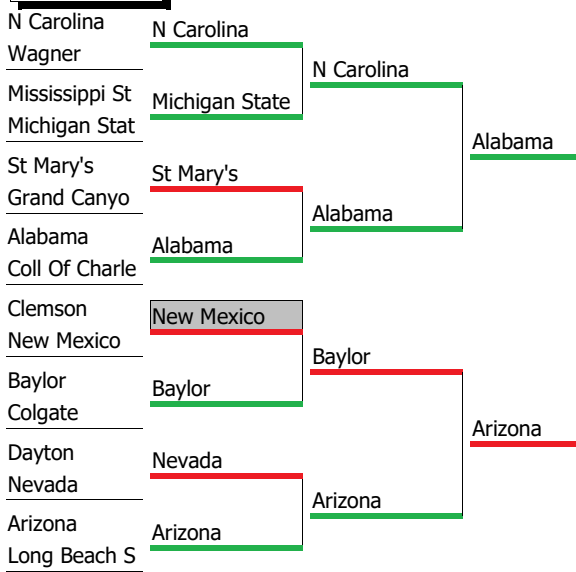 N Carolina
Wagner
Mississippi St
Michigan Stat
St Mary's
Grand Canyo
Alabama
Coll Of Charle
Clemson
New Mexico
Baylor
Colgate
Dayton
Nevada
Arizona
Long Beach S
N Carolina
Michigan State
St Mary's
Alabama
New Mexico
Baylor
Nevada
Arizona
N Carolina
Alabama
Baylor
Arizona
Alabama
Arizona